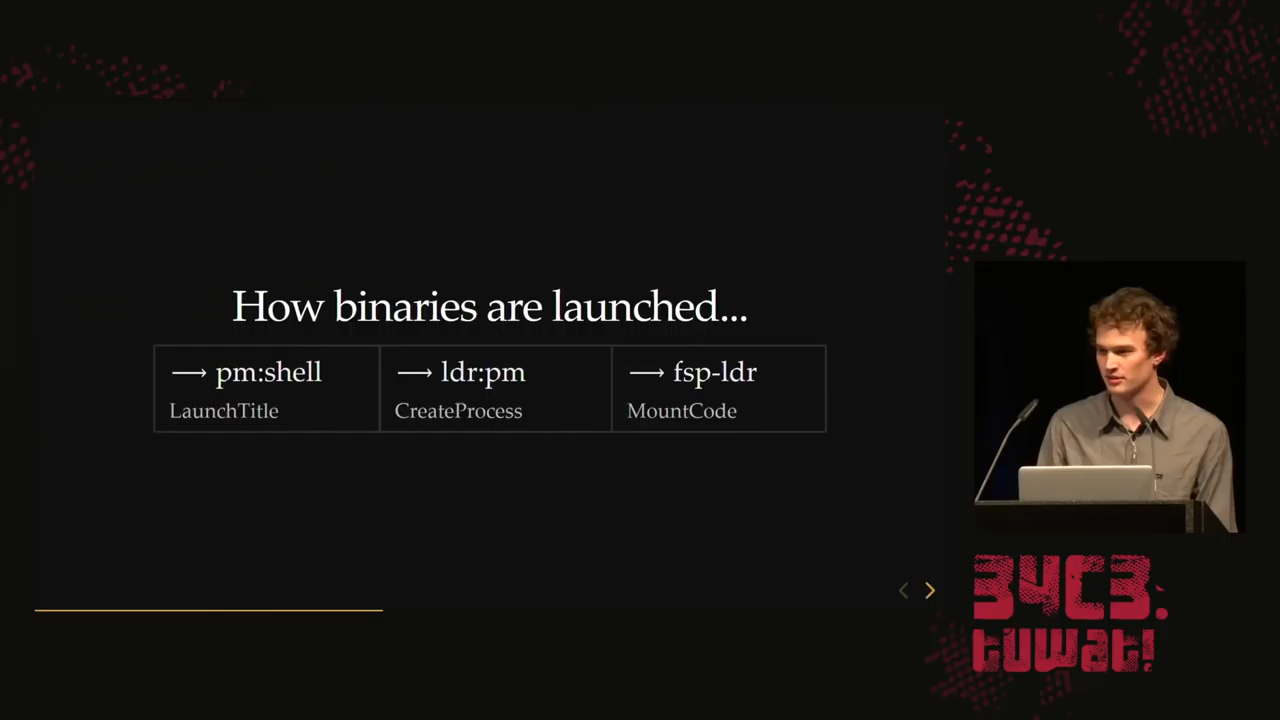 How binaries are launched...
⟶ pm:shell
LaunchTitle
⟶ ldr:pm
CreateProcess
⟶ fsp-ldr
MountCode
34C3.
tuwat!